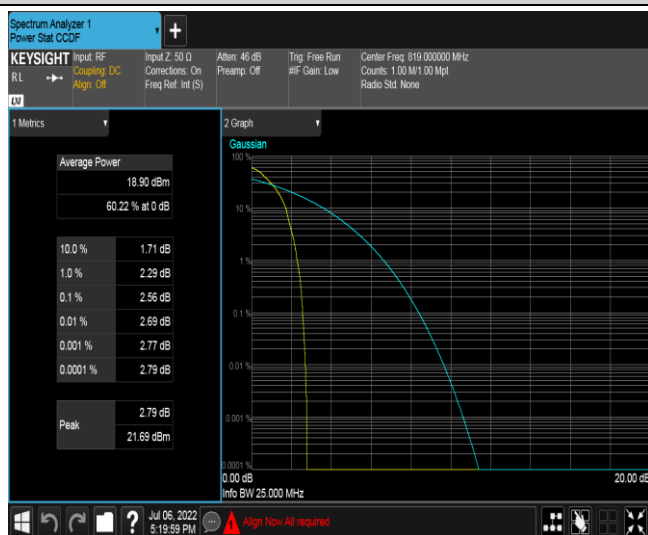 Spectrum Analyzer 1
Power Stat CCDF
+
KEYSIGHT
RL
LXI
Input: RF
Coupling: DC
Align: Off
Input Z: 50 Ω
Corrections: On
Freq Ref: Int (S)
Atten: 46 dB
Preamp: Off
Trig: Free Run
#IF Gain: Low
Center Freq: 819.000000 MHz
Counts: 1.00 M/1.00 Mpt
Radio Std: None
1 Metrics
Average Power
18.90 dBm
60.22 % at 0 dB
10.0 % 1.71 dB
1.0 % 2.29 dB
0.1 % 2.56 dB
0.01 % 2.69 dB
0.001 % 2.77 dB
0.0001 % 2.79 dB
Peak
2.79 dB
21.69 dBm
2 Graph
Gaussian
100 %
10 %
1 %
0.1 %
0.01 %
0.001 %
0.0001 %
0.00 dB
20.00 dB
Info BW 25.000 MHz
?
Jul 06, 2022
5:19:59 PM
Align Now All required